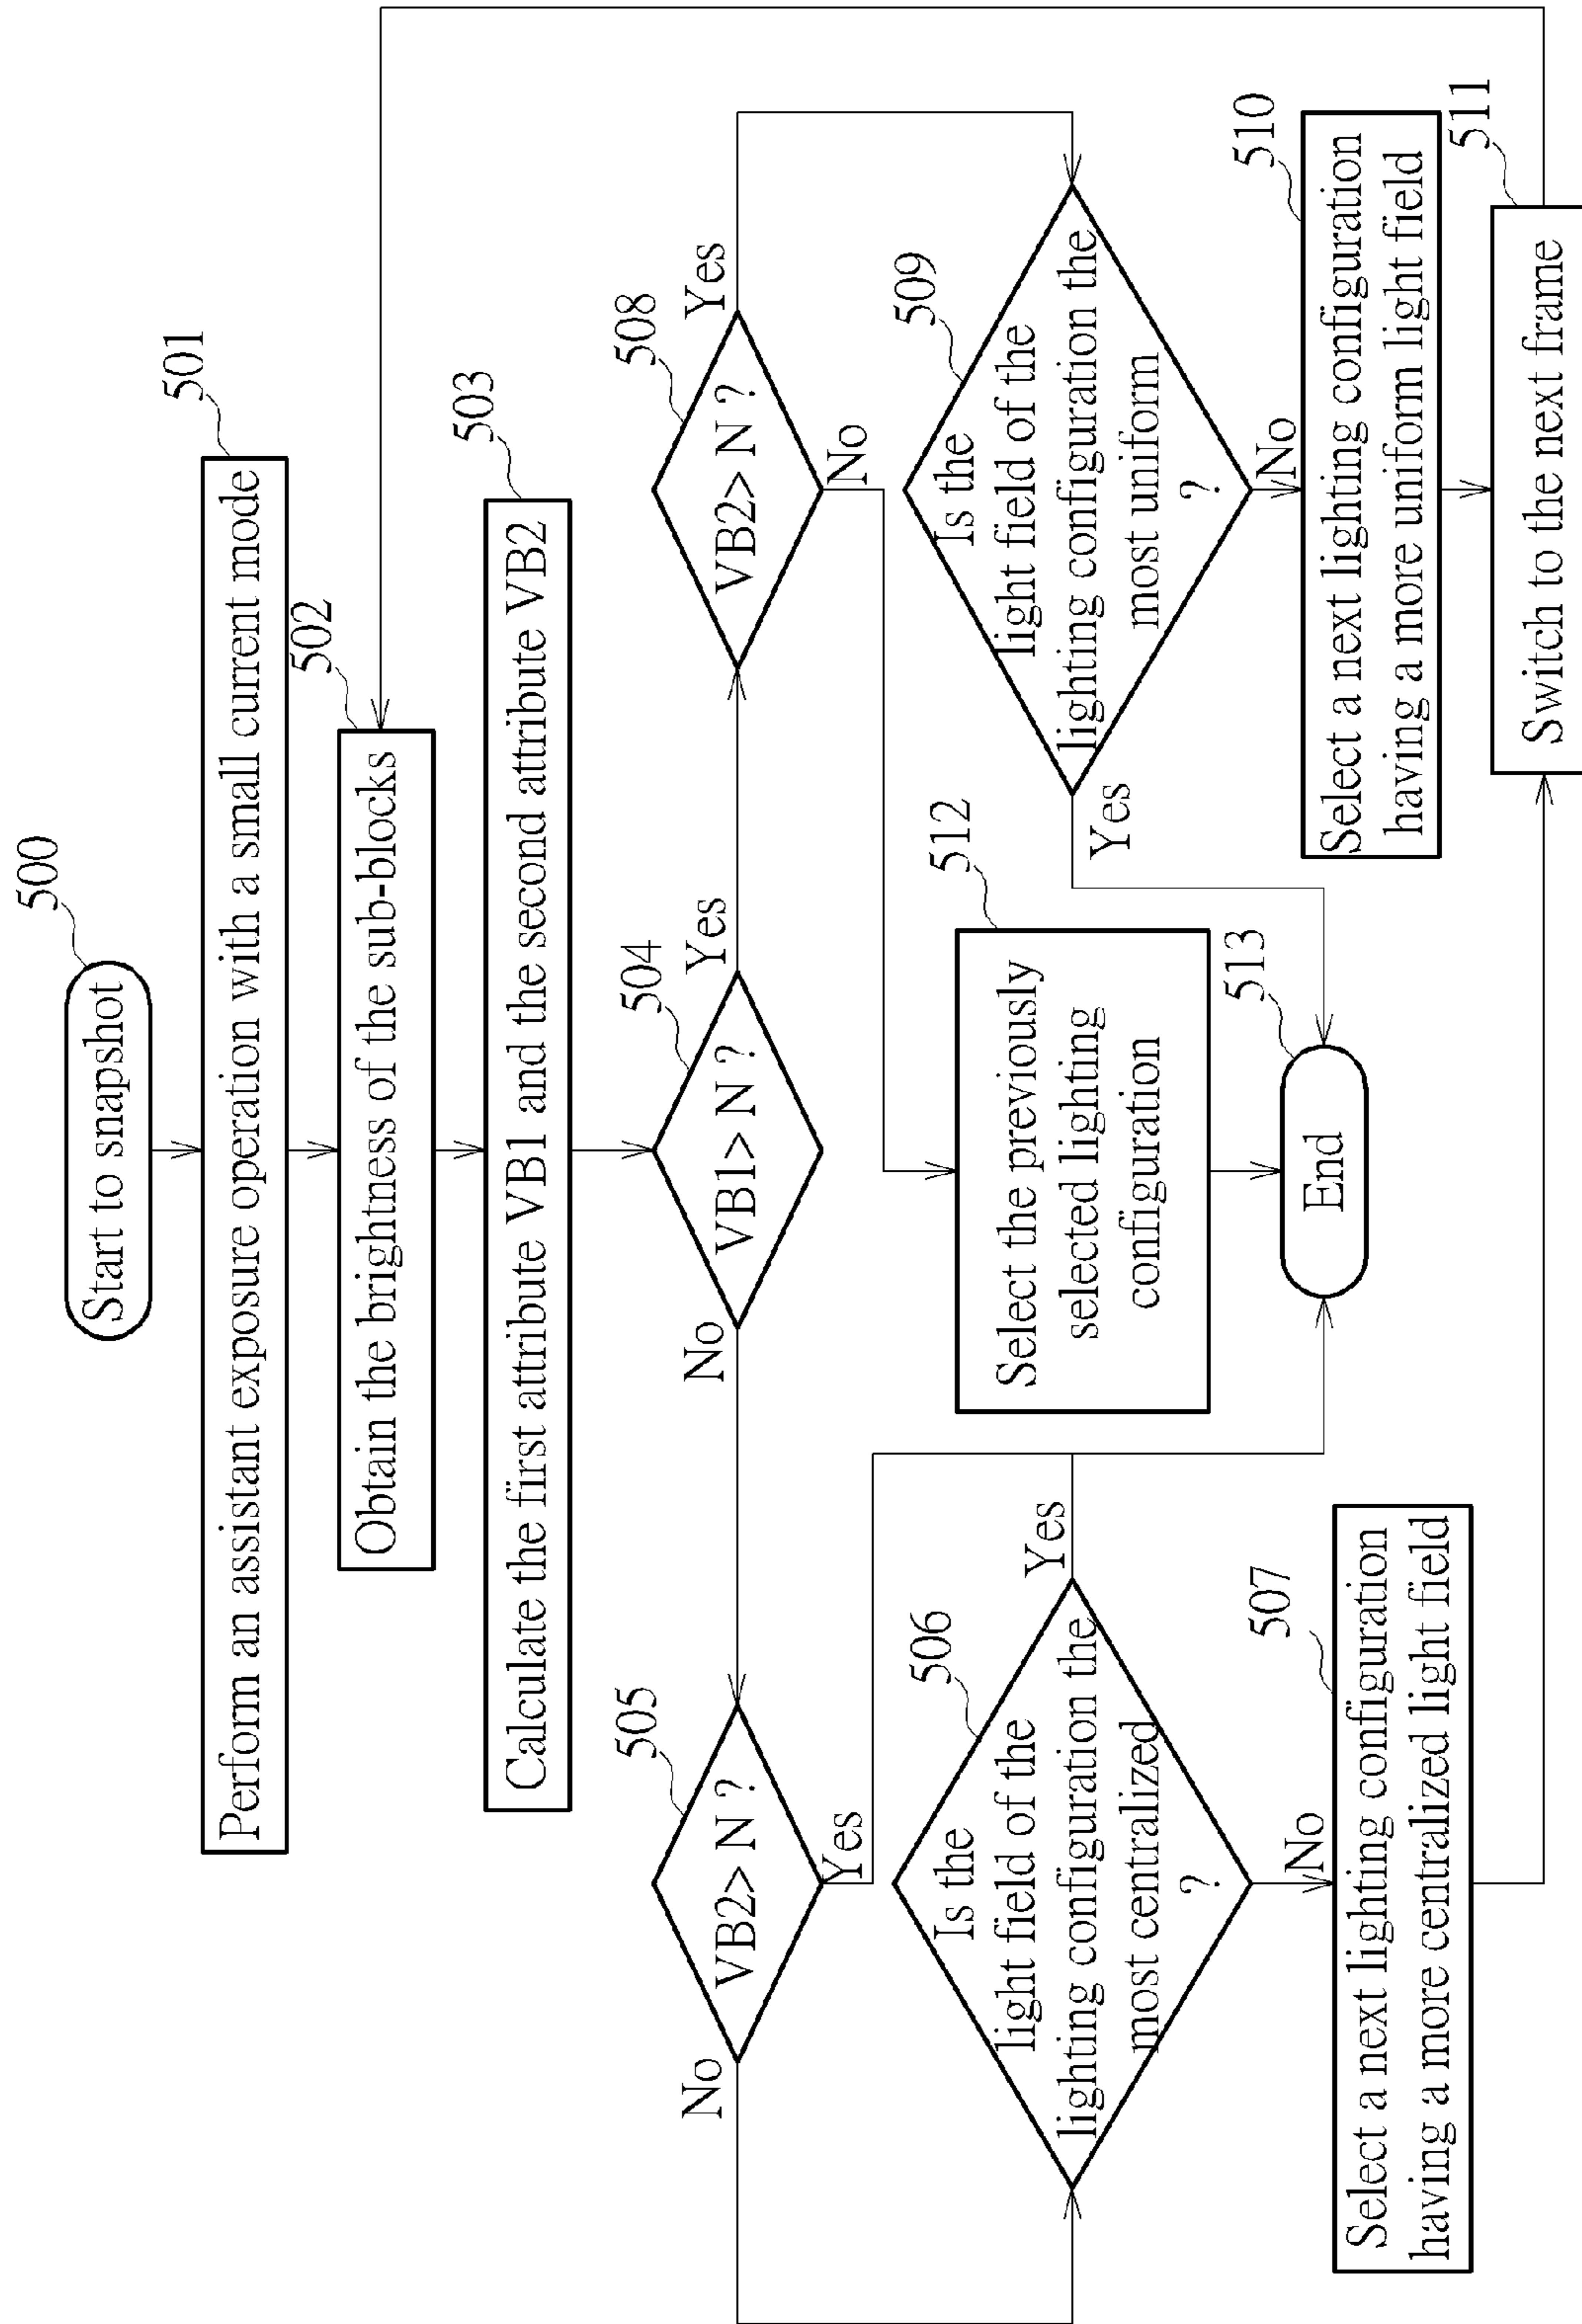 500
Start to snapshot
501
Perform an assistant exposure operation with a small current mode
502
Obtain the brightness of the sub-blocks
503
Calculate the first attribute VB1 and the second attribute VB2
504
VB1> N ?
No
Yes
505
VB2> N ?
No
Yes
508
VB2> N ?
Yes
No
506
Is the
light field of the
lighting configuration the
most centralized
?
Yes
No
512
Select the previously
selected lighting
configuration
509
Is the
light field of the
lighting configuration the
most uniform
?
Yes
No
507
Select a next lighting configuration
having a more centralized light field
513
End
510
Select a next lighting configuration
having a more uniform light field
511
Switch to the next frame